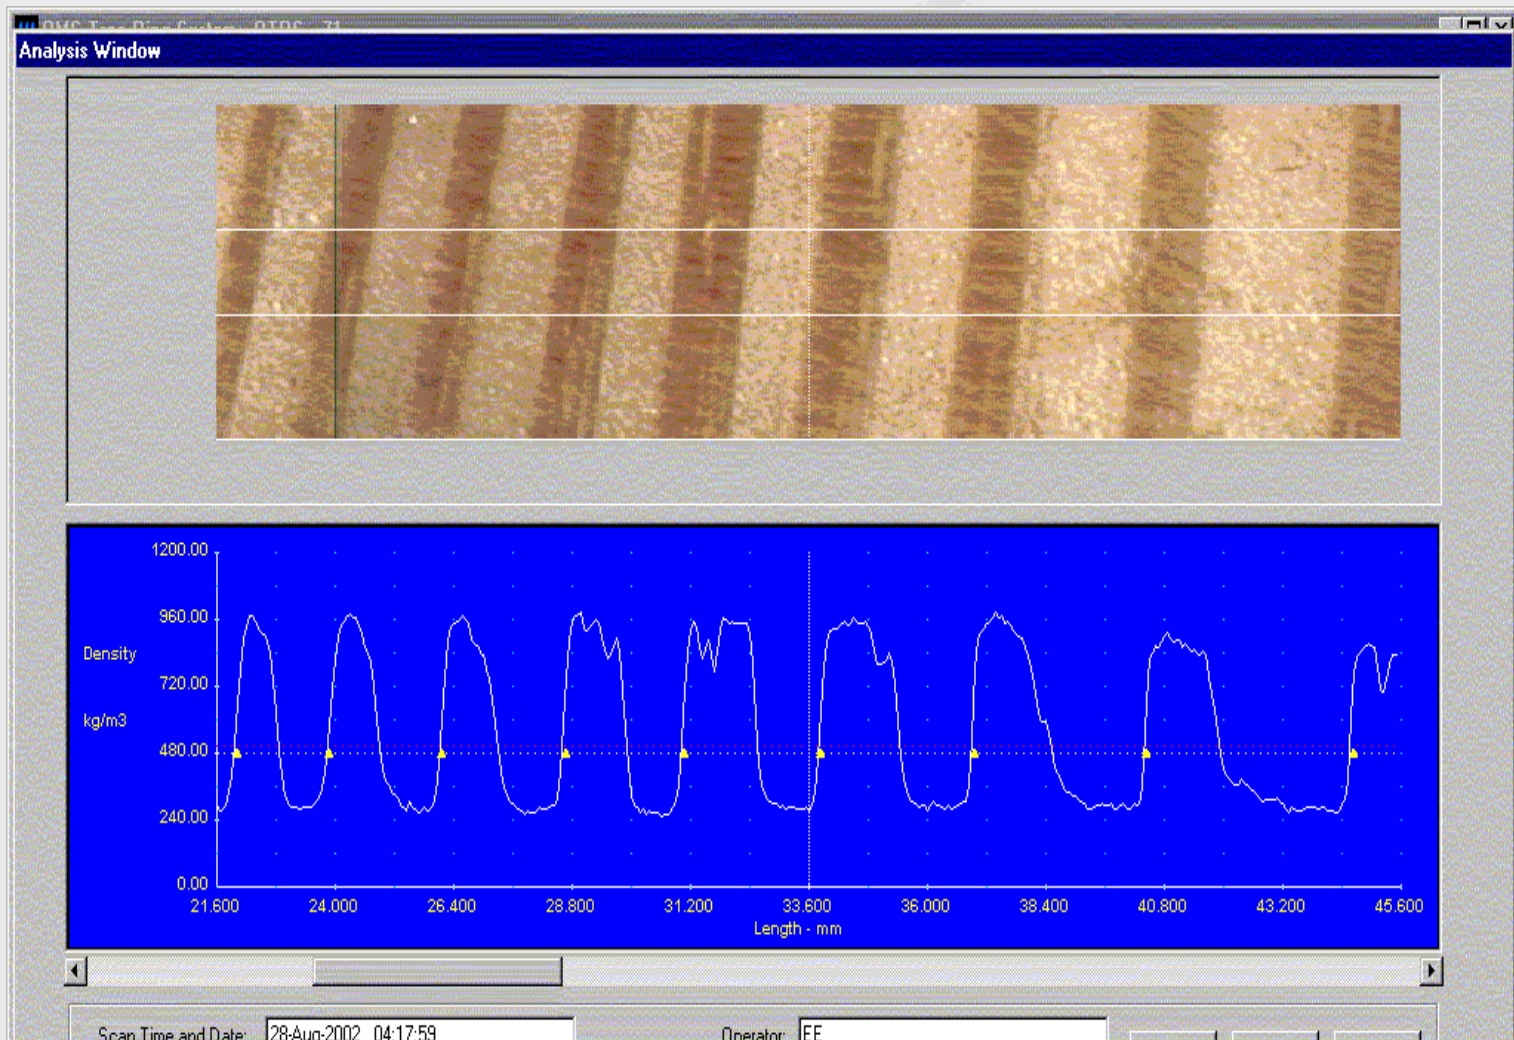 Analysis Window
1200.00
960.00
Density
720.00
kg/m3
480.00
240.00
0.00
21.600 24.000 26.400 28.800 31.200 33.600 36.000 38.400 40.800 43.200 45.600
Length - mm
Scan Time and Date: 28-Aug-2002 04:17:59 Operator: EE